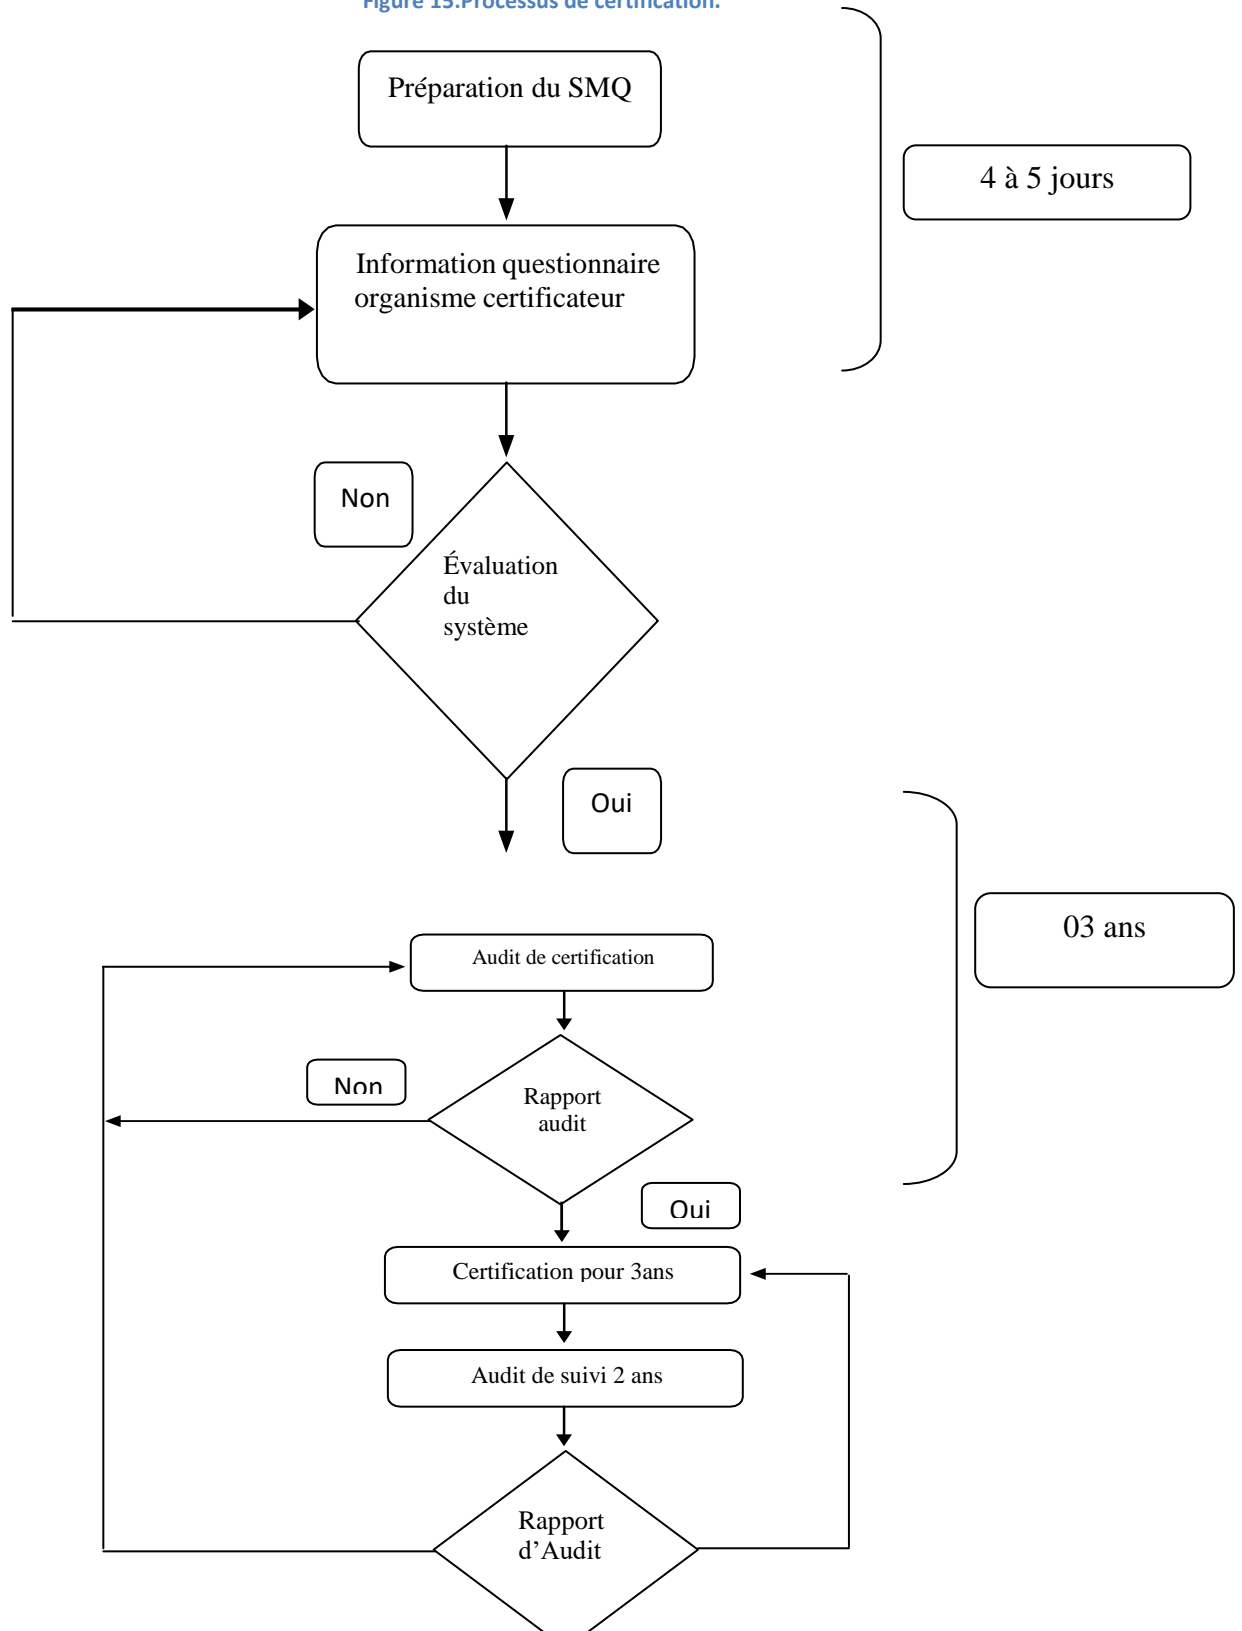 Figure 15.Processus de certification.
Préparation du SMQ
4 à 5 jours
Information questionnaire
organisme certificateur
Non
Évaluation
du
système
Oui
03 ans
Audit de certification
Non
Rapport
audit
Oui
Certification pour 3ans
Audit de suivi 2 ans
Rapport
d’Audit